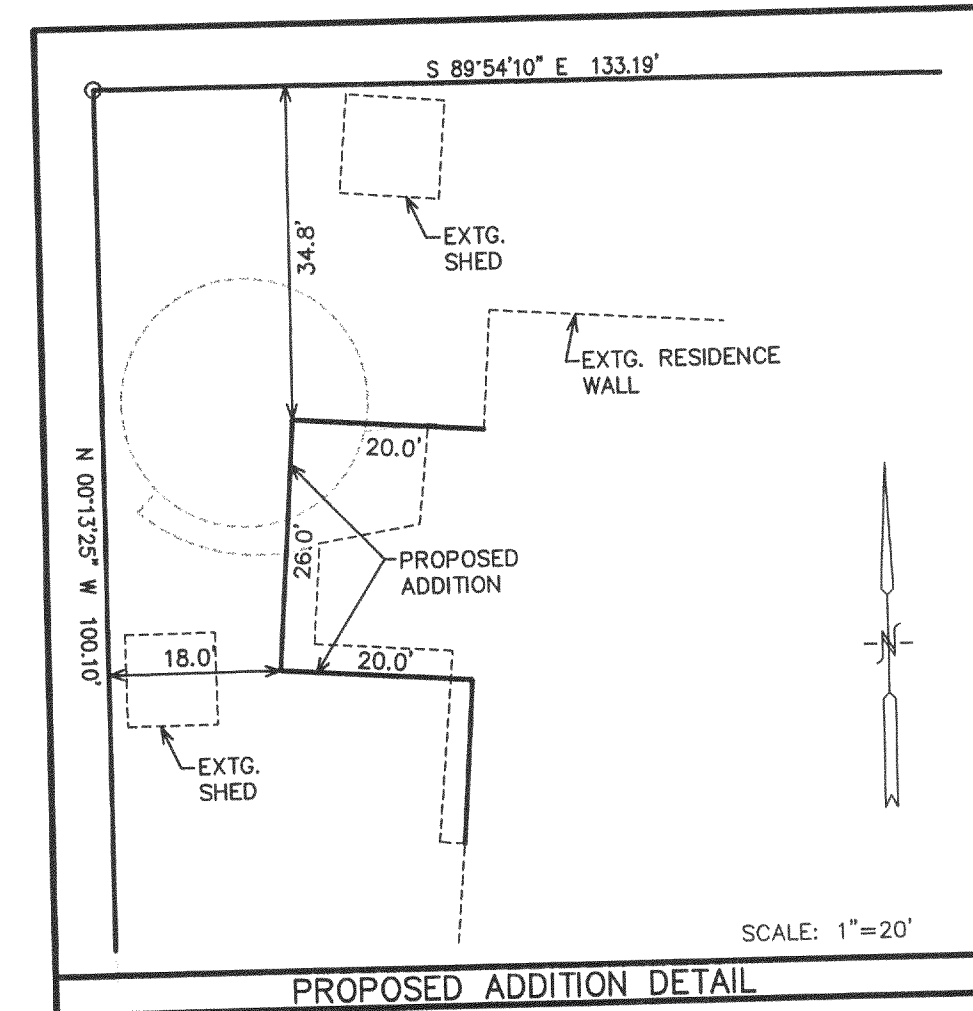 S 89°54'10" E 133.19'
34.8'
EXTG.
SHED
EXTG. RESIDENCE
WALL
20.0'
N 00°13'25" W 100.10'
26.0'
PROPOSED
ADDITION
18.0'
20.0'
N
EXTG.
SHED
SCALE: 1"=20'
PROPOSED ADDITION DETAIL